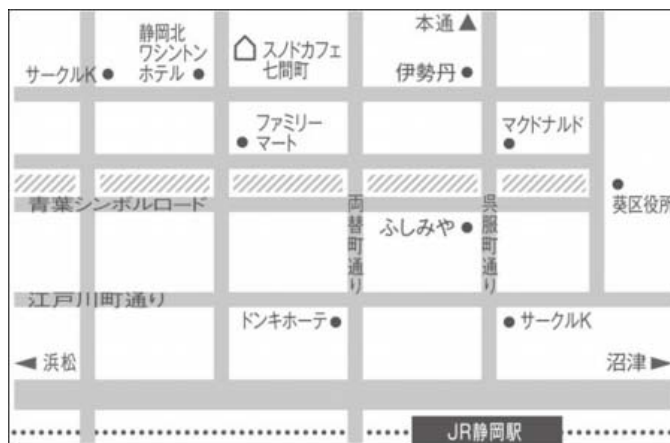 本通▲
静岡北
ワシントン
ホテル
スノドカフェ
七間町
サークルK
伊勢丹
ファミリー
マート
マクドナルド
青葉シンボルロード
両替町通り
呉服町通り
葵区役所
ふしみや
江戸川町通り
ドンキホーテ
サークルK
◀浜松
沼津▶
JR静岡駅